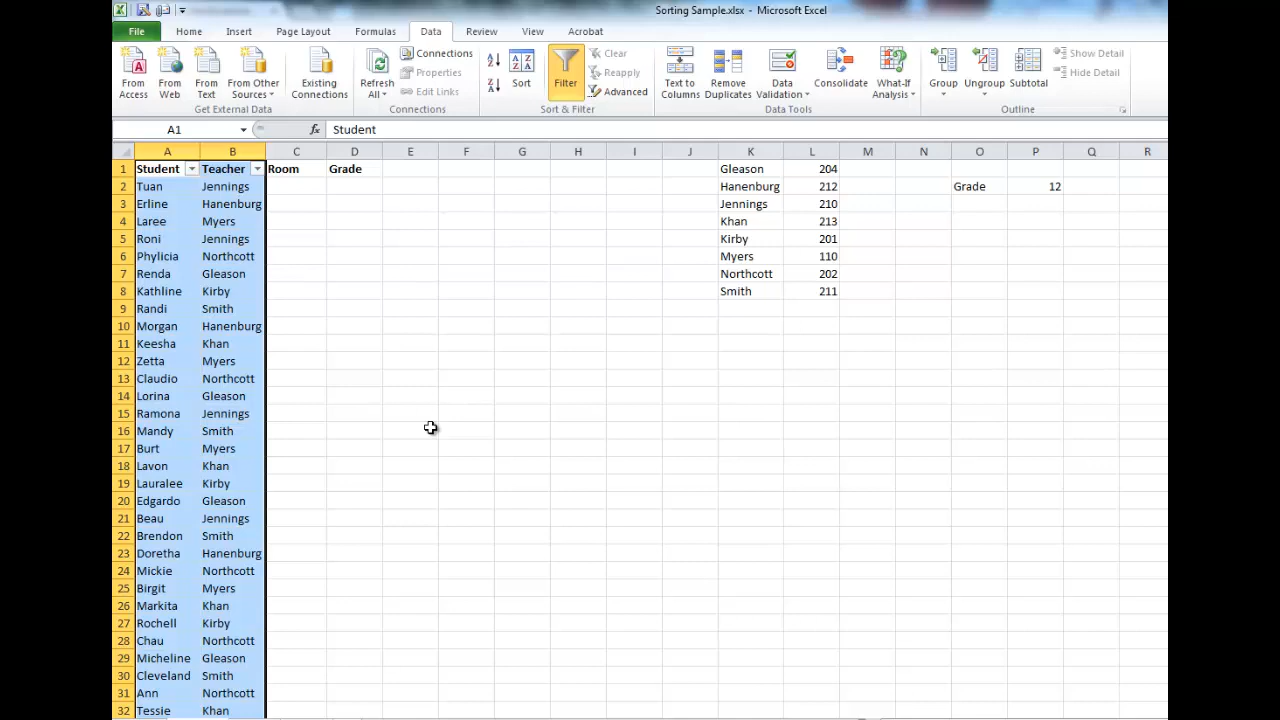 Sorting Sample.xlsx - Microsoft Excel
File Home Insert Page Layout Formulas Data Review View Acrobat
From Access From Web From Text From Other Sources Existing Connections Refresh All Connections Properties Edit Links Sort Filter Clear Reapply Advanced Text to Columns Remove Duplicates Data Validation Consolidate What-If Analysis Group Ungroup Subtotal Show Detail Hide Detail
Get External Data Connections Sort & Filter Data Tools Outline
A1 fx Student
A B C D E F G H I J K L M N O P Q R
1 Student Teacher Room Grade Gleason 204
2 Tuan Jennings Hanenburg 212 Grade 12
3 Erline Hanenburg Jennings 210
4 Laree Myers Khan 213
5 Roni Jennings Kirby 201
6 Phylicia Northcott Myers 110
7 Renda Gleason Northcott 202
8 Kathline Kirby Smith 211
9 Randi Smith
10 Morgan Hanenburg
11 Keesha Khan
12 Zetta Myers
13 Claudio Northcott
14 Lorina Gleason
15 Ramona Jennings
16 Mandy Smith
17 Burt Myers
18 Lavon Khan
19 Lauralee Kirby
20 Edgardo Gleason
21 Beau Jennings
22 Brendon Smith
23 Doretha Hanenburg
24 Mickie Northcott
25 Birgit Myers
26 Markita Khan
27 Rochell Kirby
28 Chau Northcott
29 Micheline Gleason
30 Cleveland Smith
31 Ann Northcott
32 Tessie Khan